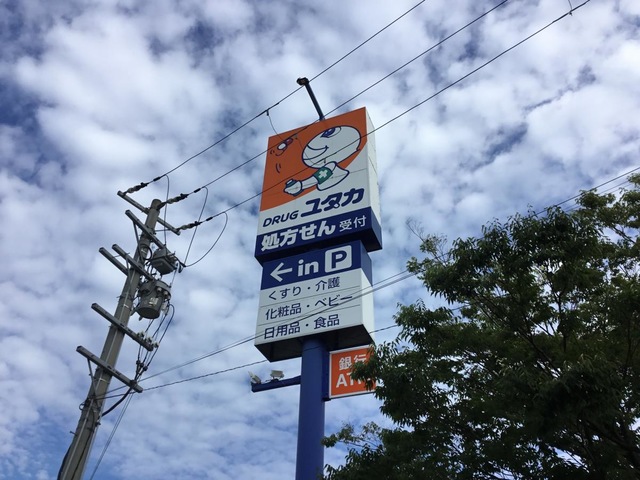 DRUG ユタカ
処方せん 受付
← in P
くすり・介護
化粧品・ベビー
日用品・食品
銀行